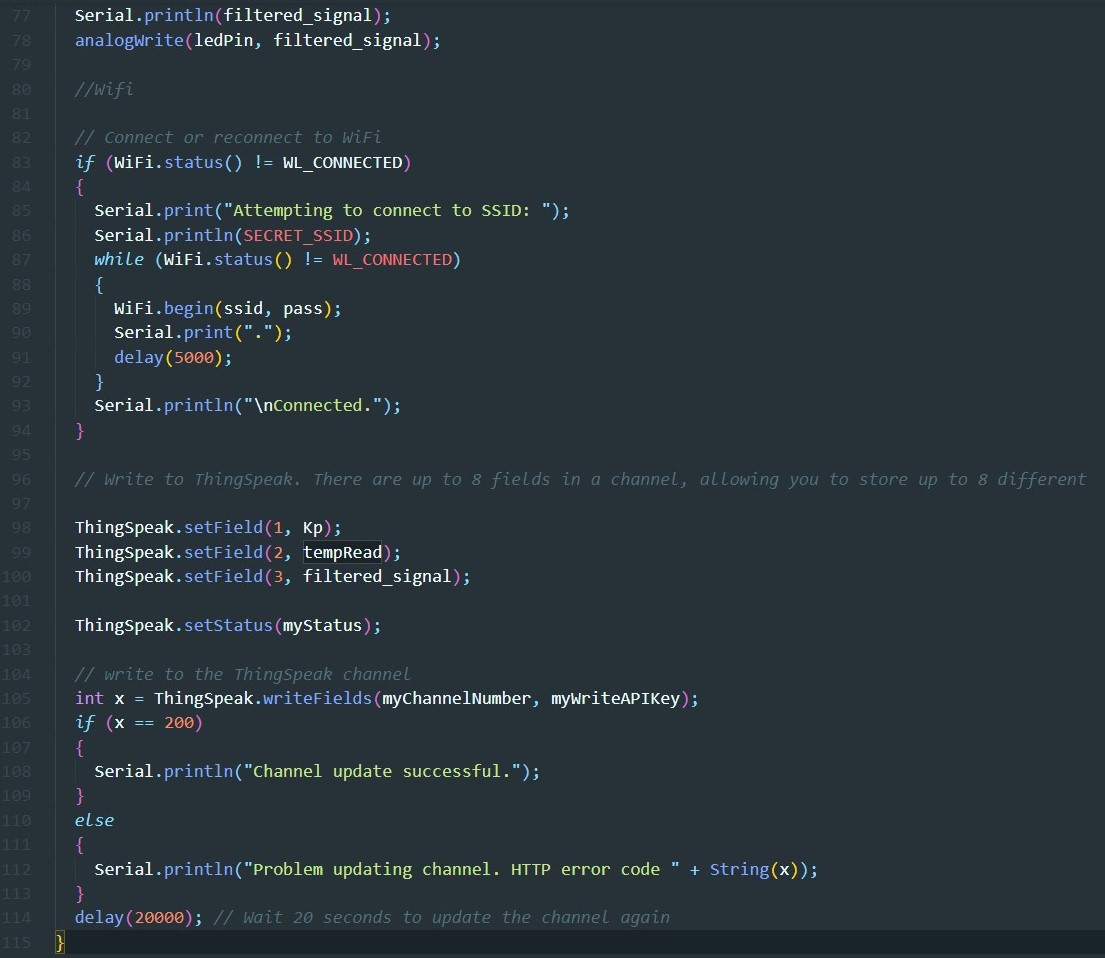 77 Serial.println(filtered_signal);
78 analogWrite(ledPin, filtered_signal);
79
80 //Wifi
81
82 // Connect or reconnect to WiFi
83 if (WiFi.status() != WL_CONNECTED)
84 {
85 Serial.print("Attempting to connect to SSID: ");
86 Serial.println(SECRET_SSID);
87 while (WiFi.status() != WL_CONNECTED)
88 {
89 WiFi.begin(ssid, pass);
90 Serial.print(".");
91 delay(5000);
92 }
93 Serial.println("\nConnected.");
94 }
95
96 // Write to ThingSpeak. There are up to 8 fields in a channel, allowing you to store up to 8 different
97
98 ThingSpeak.setField(1, Kp);
99 ThingSpeak.setField(2, tempRead);
100 ThingSpeak.setField(3, filtered_signal);
101
102 ThingSpeak.setStatus(myStatus);
103
104 // write to the ThingSpeak channel
105 int x = ThingSpeak.writeFields(myChannelNumber, myWriteAPIKey);
106 if (x == 200)
107 {
108 Serial.println("Channel update successful.");
109 }
110 else
111 {
112 Serial.println("Problem updating channel. HTTP error code " + String(x));
113 }
114 delay(20000); // Wait 20 seconds to update the channel again
115 }